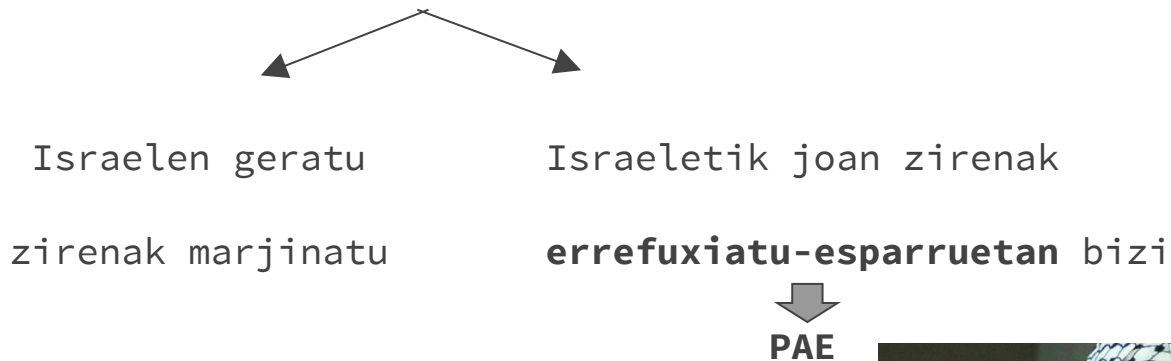 Israelen geratu
zirenak marjinatu
Israeletik joan zirenak
errefuxiatu-esparruetan bizi
PAE